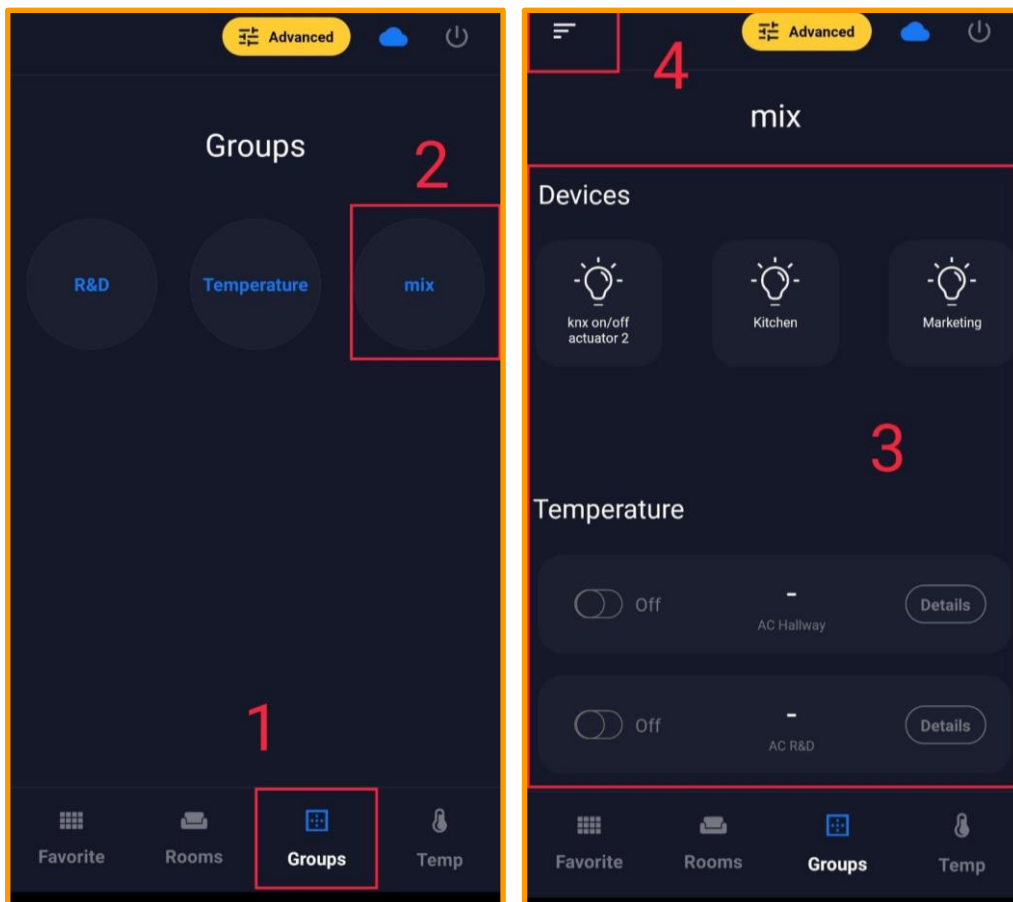 Advanced
Groups
2
R&D
Temperature
mix
1
Favorite
Rooms
Groups
Temp
Advanced
4
mix
Devices
knx on/off
actuator 2
Kitchen
Marketing
3
Temperature
Off
-
AC Hallway
Details
Off
-
AC R&D
Details
Favorite
Rooms
Groups
Temp